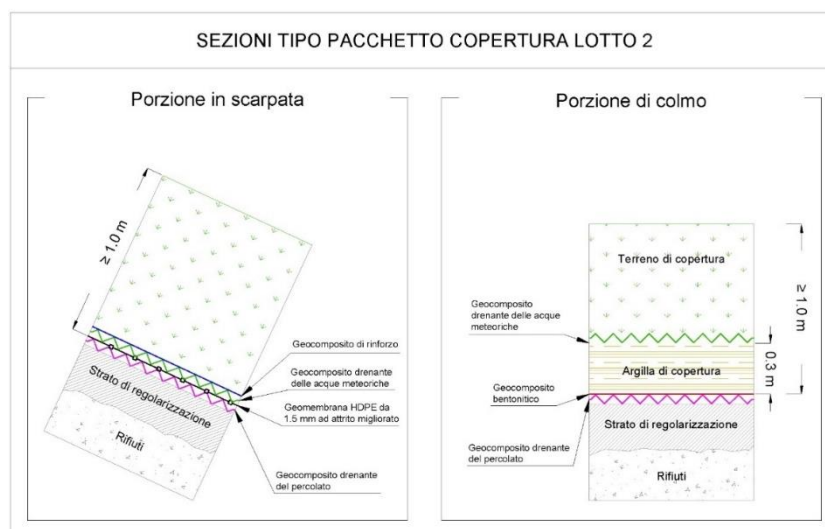 SEZIONI TIPO PACCHETTO COPERTURA LOTTO 2
Porzione in scarpata
≥ 1.0 m
Geocomposito di rinforzo
Geocomposito drenante
delle acque meteoriche
Geomembrana HDPE da
1.5 mm ad attrito migliorato
Strato di regolarizzazione
Rifiuti
Geocomposito drenante
del percolato
Porzione di colmo
Terreno di copertura
≥ 1.0 m
Geocomposito
drenante delle acque
meteoriche
Argilla di copertura
0.3 m
Geocomposito
bentonitico
Strato di regolarizzazione
Geocomposito drenante
del percolato
Rifiuti